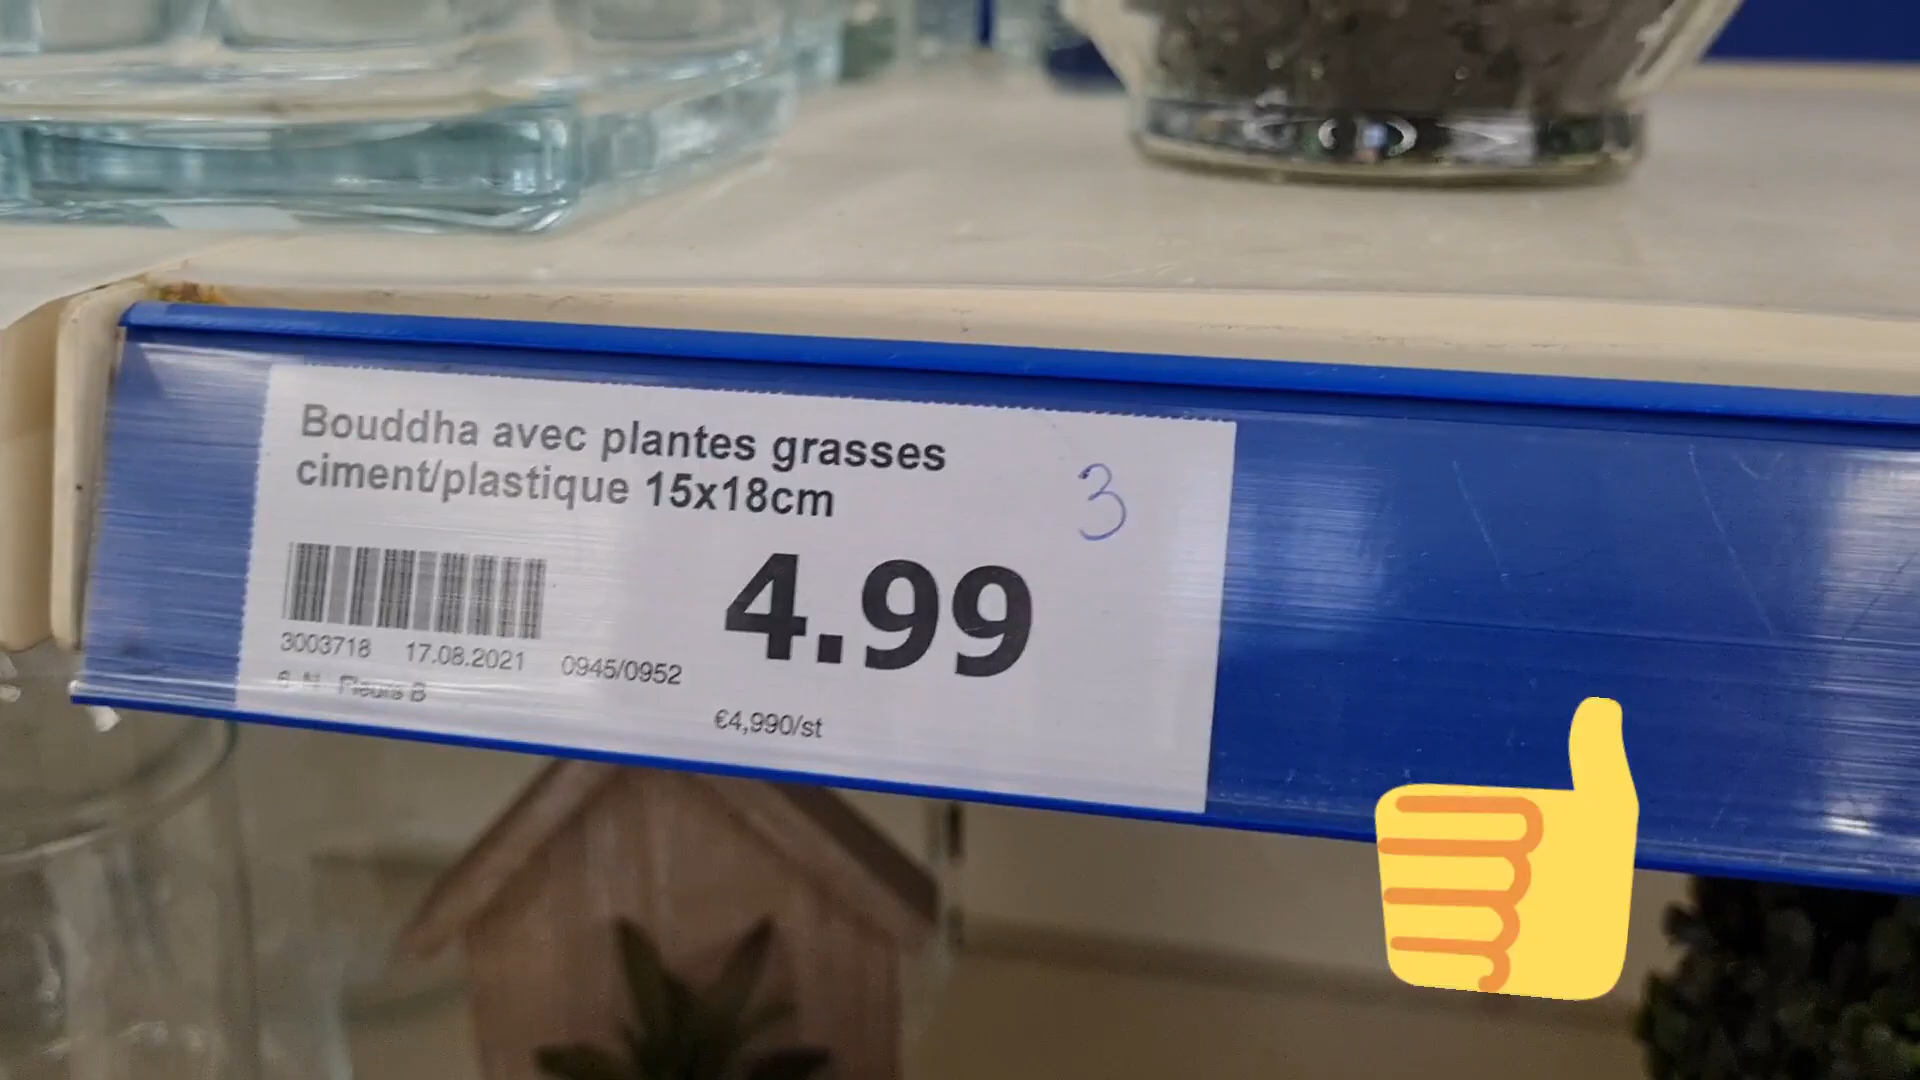 Bouddha avec plantes grasses
ciment/plastique 15x18cm
3
4.99
3003718 17.08.2021 0945/0952
Fleurs B
€4,990/st